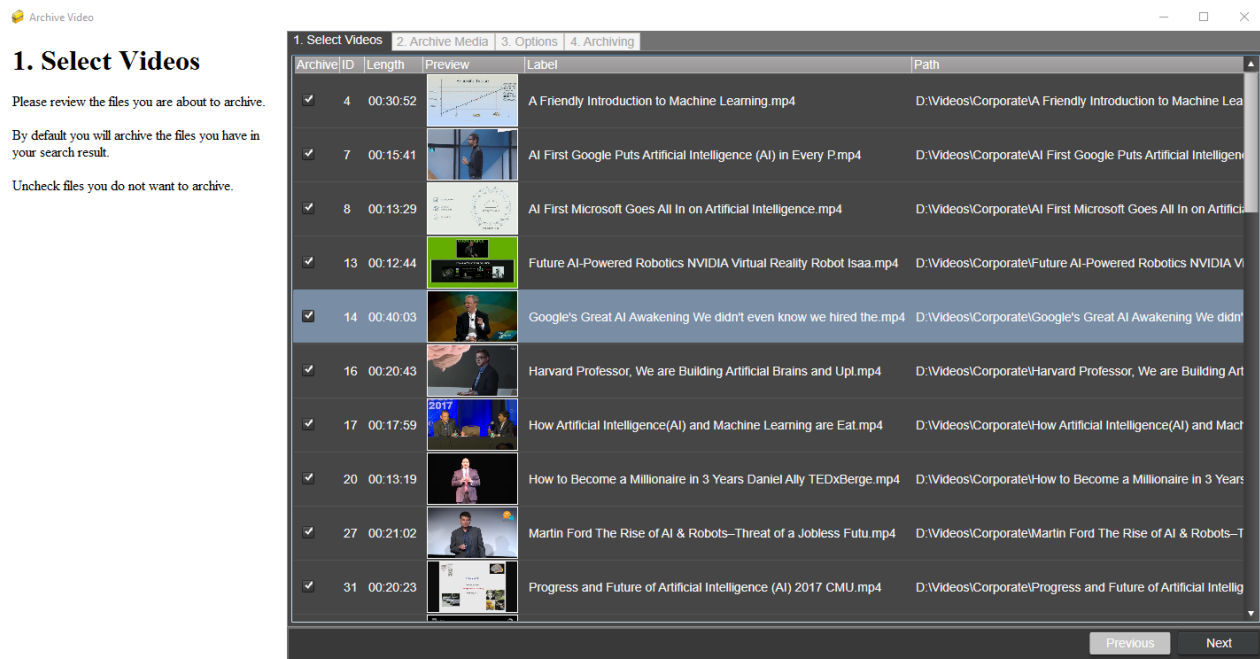 Archive Video
1. Select Videos
Please review the files you are about to archive.
By default you will archive the files you have in
your search result.
Uncheck files you do not want to archive.
1. Select Videos 2. Archive Media 3. Options 4. Archiving
Archive ID Length Preview Label Path
4 00:30:52 A Friendly Introduction to Machine Learning.mp4 D:\Videos\Corporate\A Friendly Introduction to Machine Lea
7 00:15:41 AI First Google Puts Artificial Intelligence (AI) in Every P.mp4 D:\Videos\Corporate\AI First Google Puts Artificial Intelligen
8 00:13:29 AI First Microsoft Goes All In on Artificial Intelligence.mp4 D:\Videos\Corporate\AI First Microsoft Goes All In on Artificia
13 00:12:44 Future AI-Powered Robotics NVIDIA Virtual Reality Robot Isaa.mp4 D:\Videos\Corporate\Future AI-Powered Robotics NVIDIA Vi
14 00:40:03 Google's Great AI Awakening We didn't even know we hired the.mp4 D:\Videos\Corporate\Google's Great AI Awakening We didn'
16 00:20:43 Harvard Professor, We are Building Artificial Brains and Upl.mp4 D:\Videos\Corporate\Harvard Professor, We are Building Art
2017
17 00:17:59 How Artificial Intelligence(AI) and Machine Learning are Eat.mp4 D:\Videos\Corporate\How Artificial Intelligence(AI) and Mach
20 00:13:19 How to Become a Millionaire in 3 Years Daniel Ally TEDxBerge.mp4 D:\Videos\Corporate\How to Become a Millionaire in 3 Years
27 00:21:02 Martin Ford The Rise of AI & Robots–Threat of a Jobless Futu.mp4 D:\Videos\Corporate\Martin Ford The Rise of AI & Robots–T
31 00:20:23 Progress and Future of Artificial Intelligence (AI) 2017 CMU.mp4 D:\Videos\Corporate\Progress and Future of Artificial Intellig
Previous Next